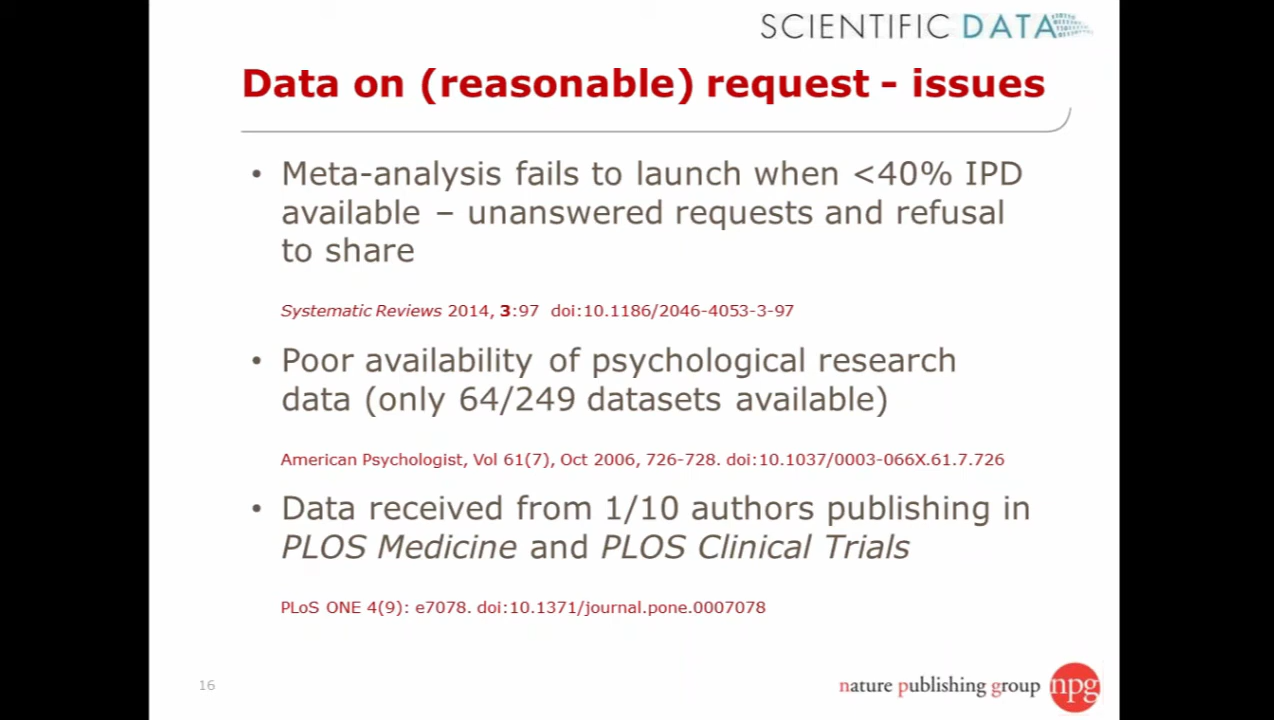 SCIENTIFIC DATA
Data on (reasonable) request - issues
• Meta-analysis fails to launch when <40% IPD
available – unanswered requests and refusal
to share
Systematic Reviews 2014, 3:97 doi:10.1186/2046-4053-3-97
• Poor availability of psychological research
data (only 64/249 datasets available)
American Psychologist, Vol 61(7), Oct 2006, 726-728. doi:10.1037/0003-066X.61.7.726
• Data received from 1/10 authors publishing in
PLOS Medicine and PLOS Clinical Trials
PLoS ONE 4(9): e7078. doi:10.1371/journal.pone.0007078
16
nature publishing group npg